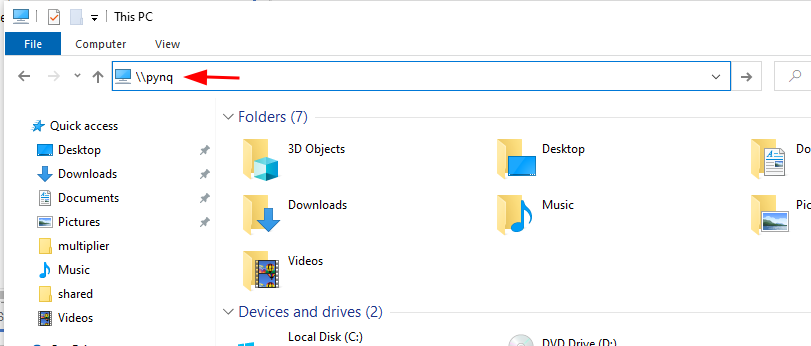 This PC
File Computer View
\\pynq
Quick access
Desktop
Downloads
Documents
Pictures
multiplier
Music
shared
Videos
Folders (7)
3D Objects Desktop
Downloads Music
Videos
Devices and drives (2)
Local Disk (C:) DVD Drive (D:)